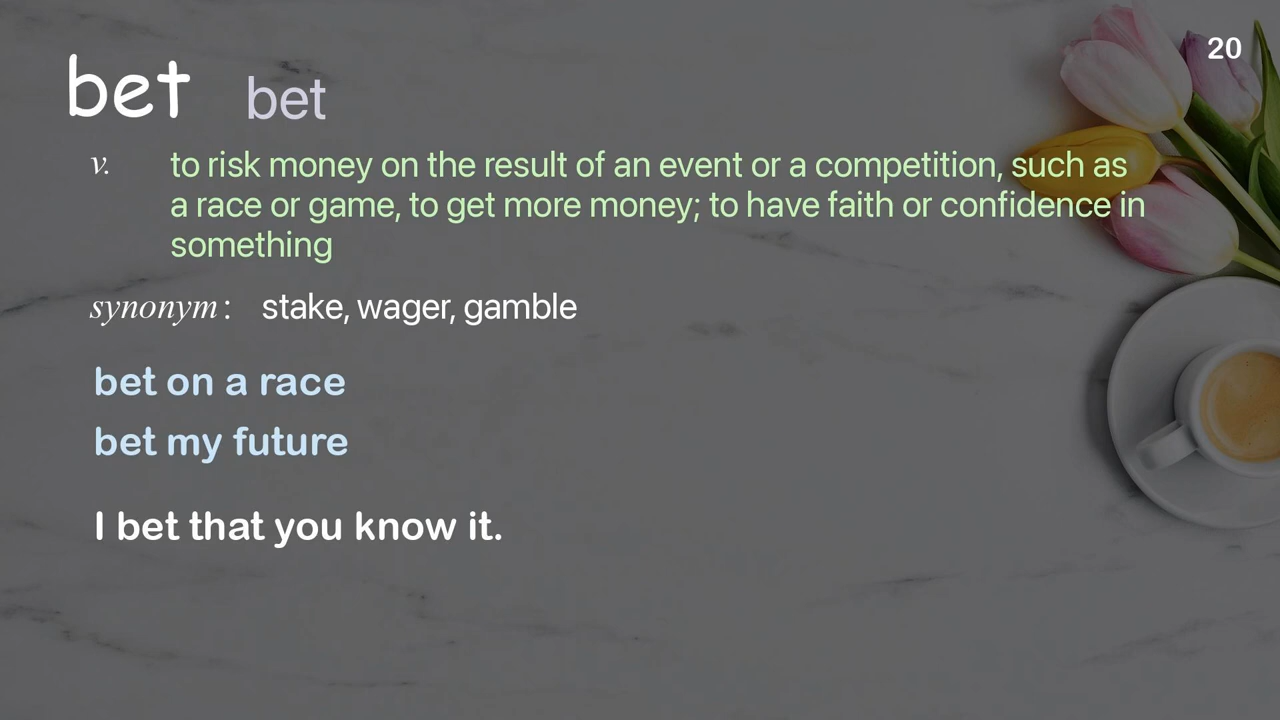 20
bet bet
v. to risk money on the result of an event or a competition, such as
a race or game, to get more money; to have faith or confidence in
something
synonym : stake, wager, gamble
bet on a race
bet my future
I bet that you know it.